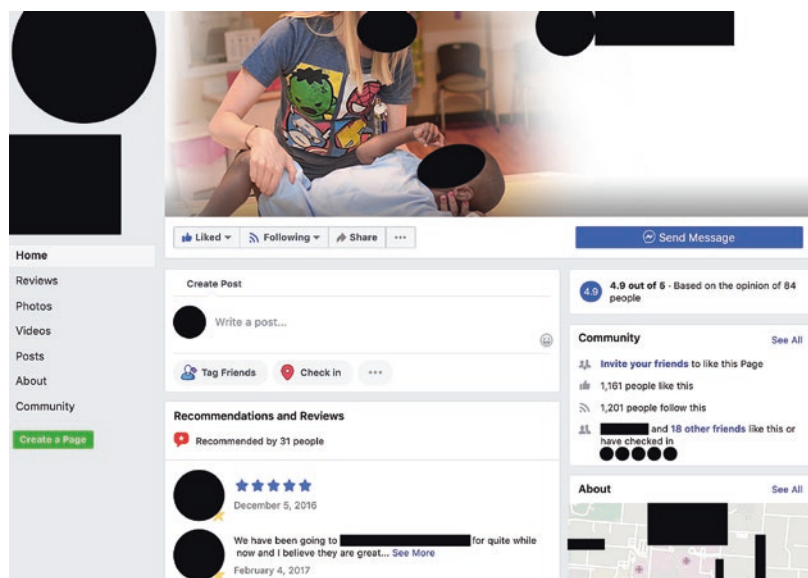 Liked
Following
Share
Send Message
Home
Reviews
Photos
Videos
Posts
About
Community
Create a Page
Create Post
Write a post...
Tag Friends
Check in
Recommendations and Reviews
Recommended by 31 people
December 5, 2016
We have been going to for quite while
now and I believe they are great... See More
February 4, 2017
4.9
4.9 out of 5 - Based on the opinion of 84
people
Community
See All
Invite your friends to like this Page
1,161 people like this
1,201 people follow this
and 18 other friends like this or
have checked in
About
See All